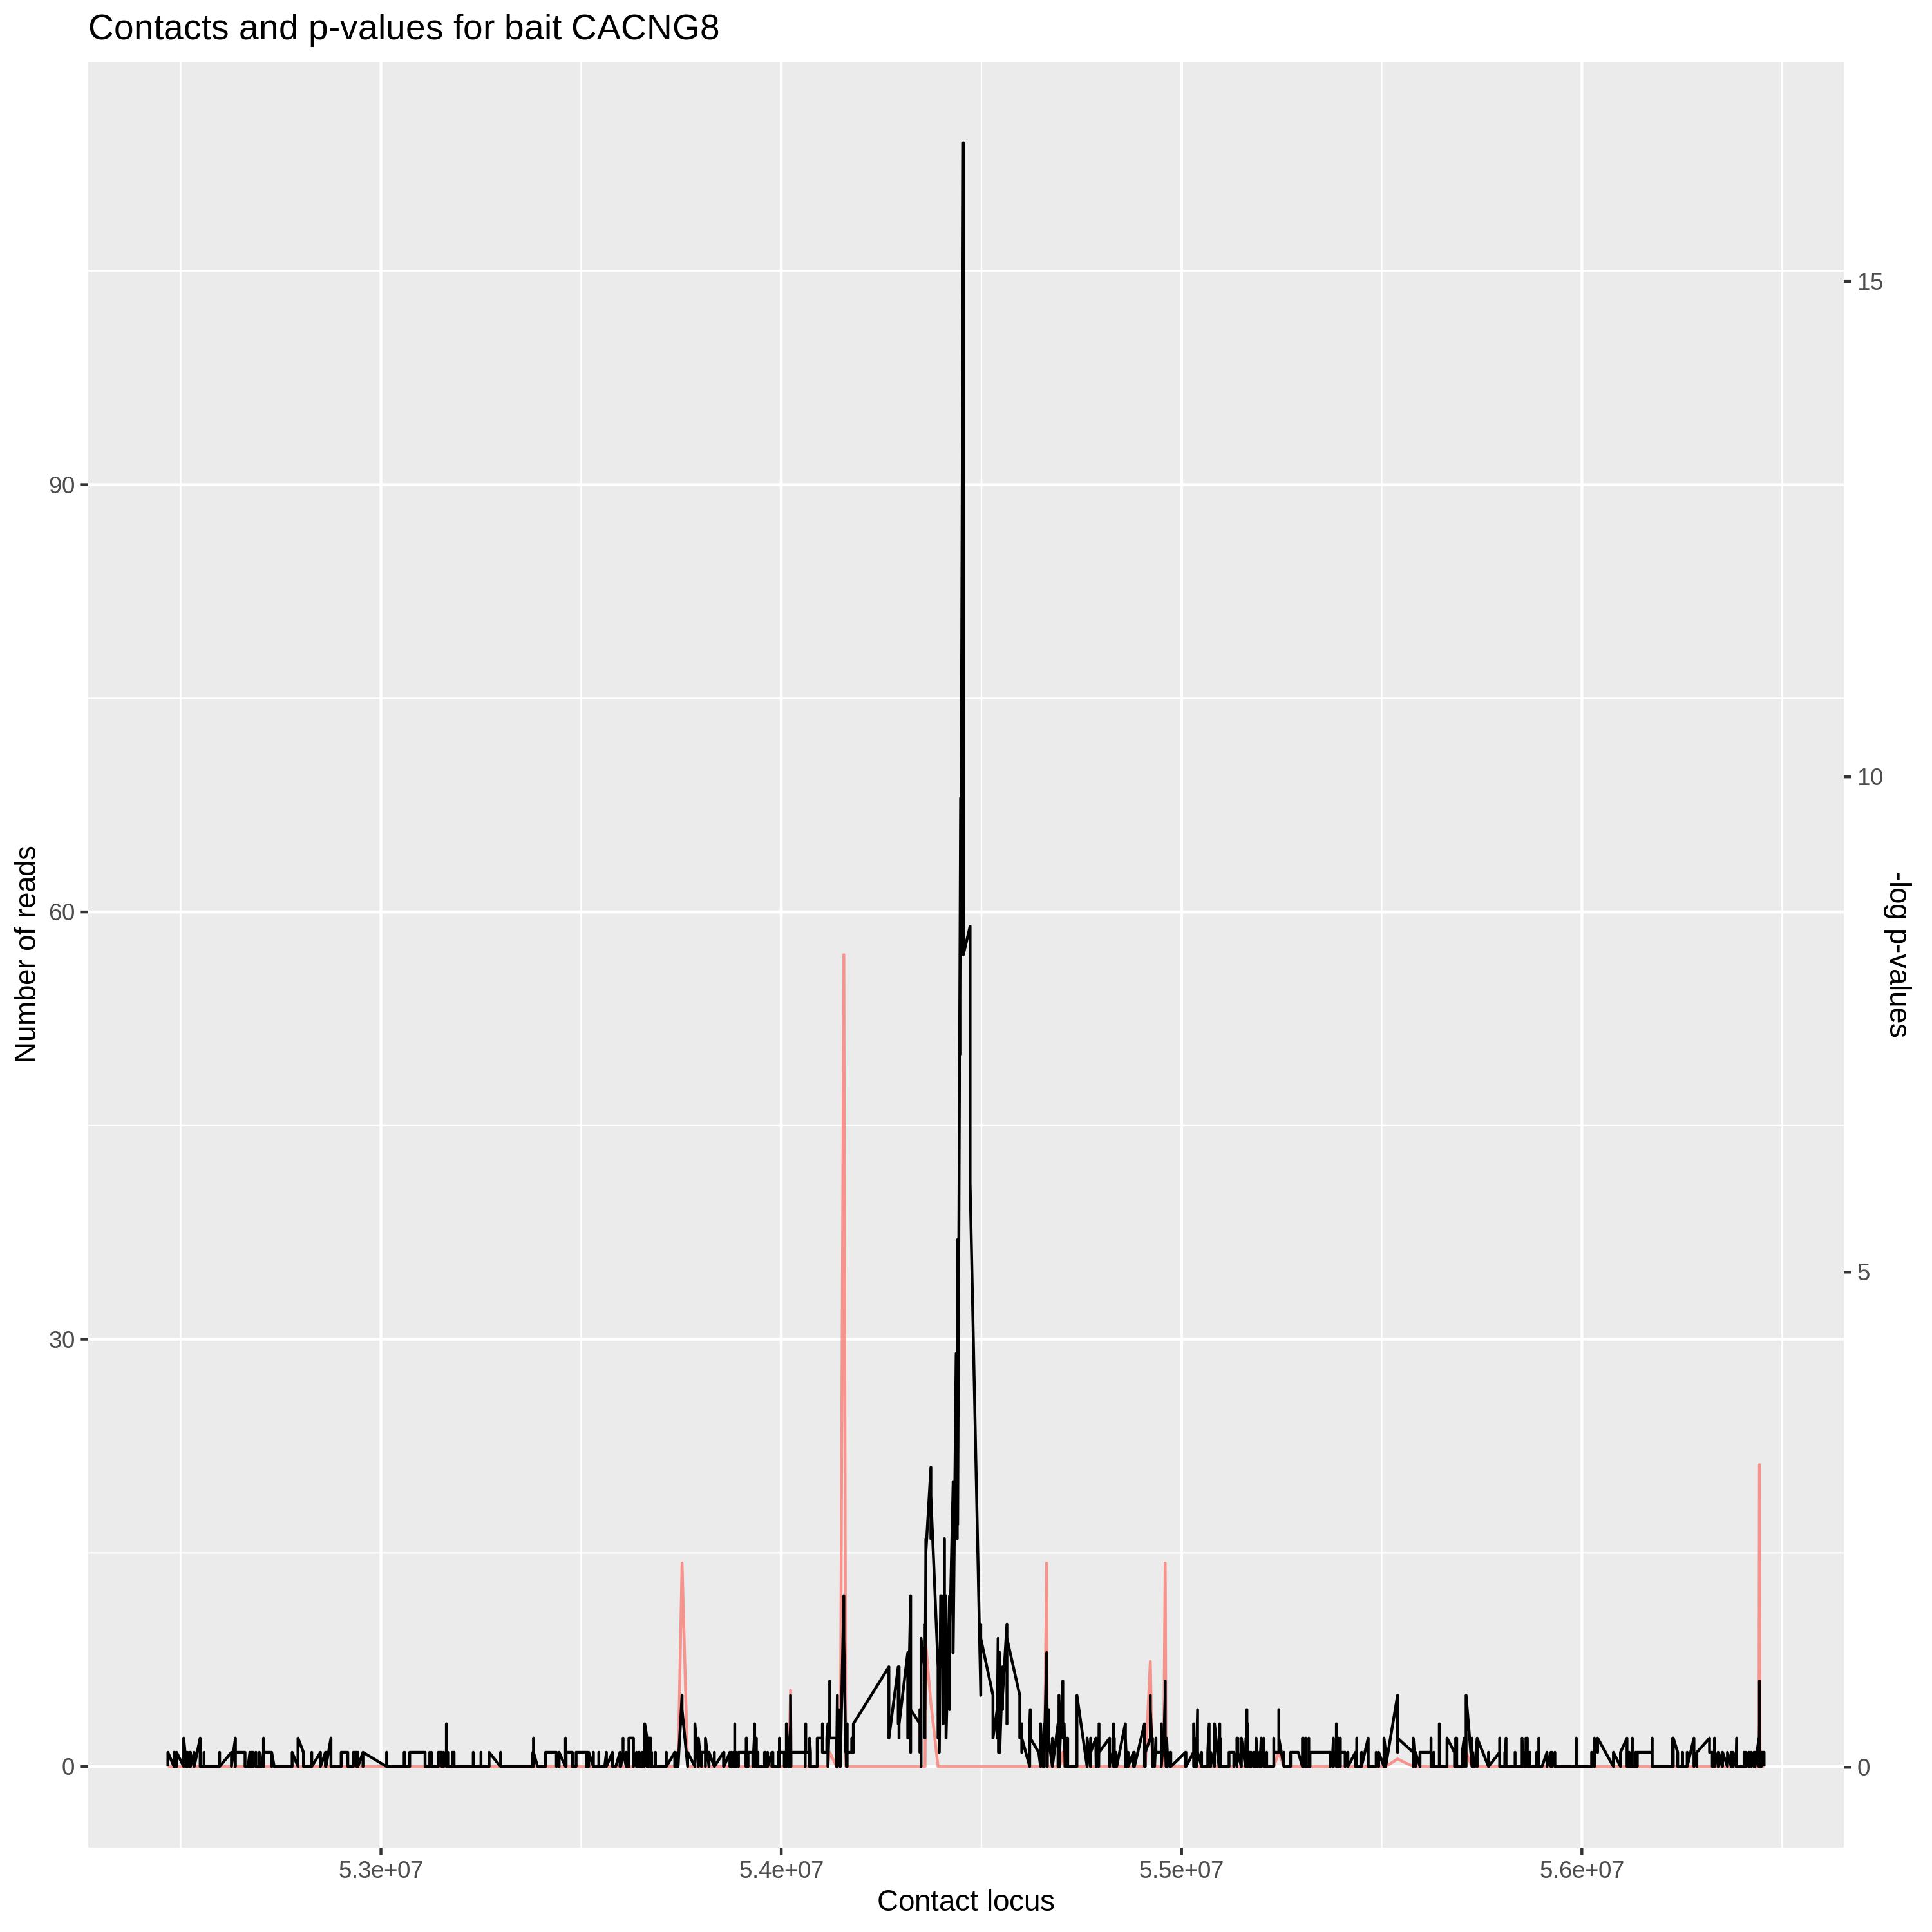 Contacts and p-values for bait CACNG8
Number of reads
90
60
30
0
15
10
5
0
-log p-values
5.3e+07
5.4e+07
5.5e+07
5.6e+07
Contact locus